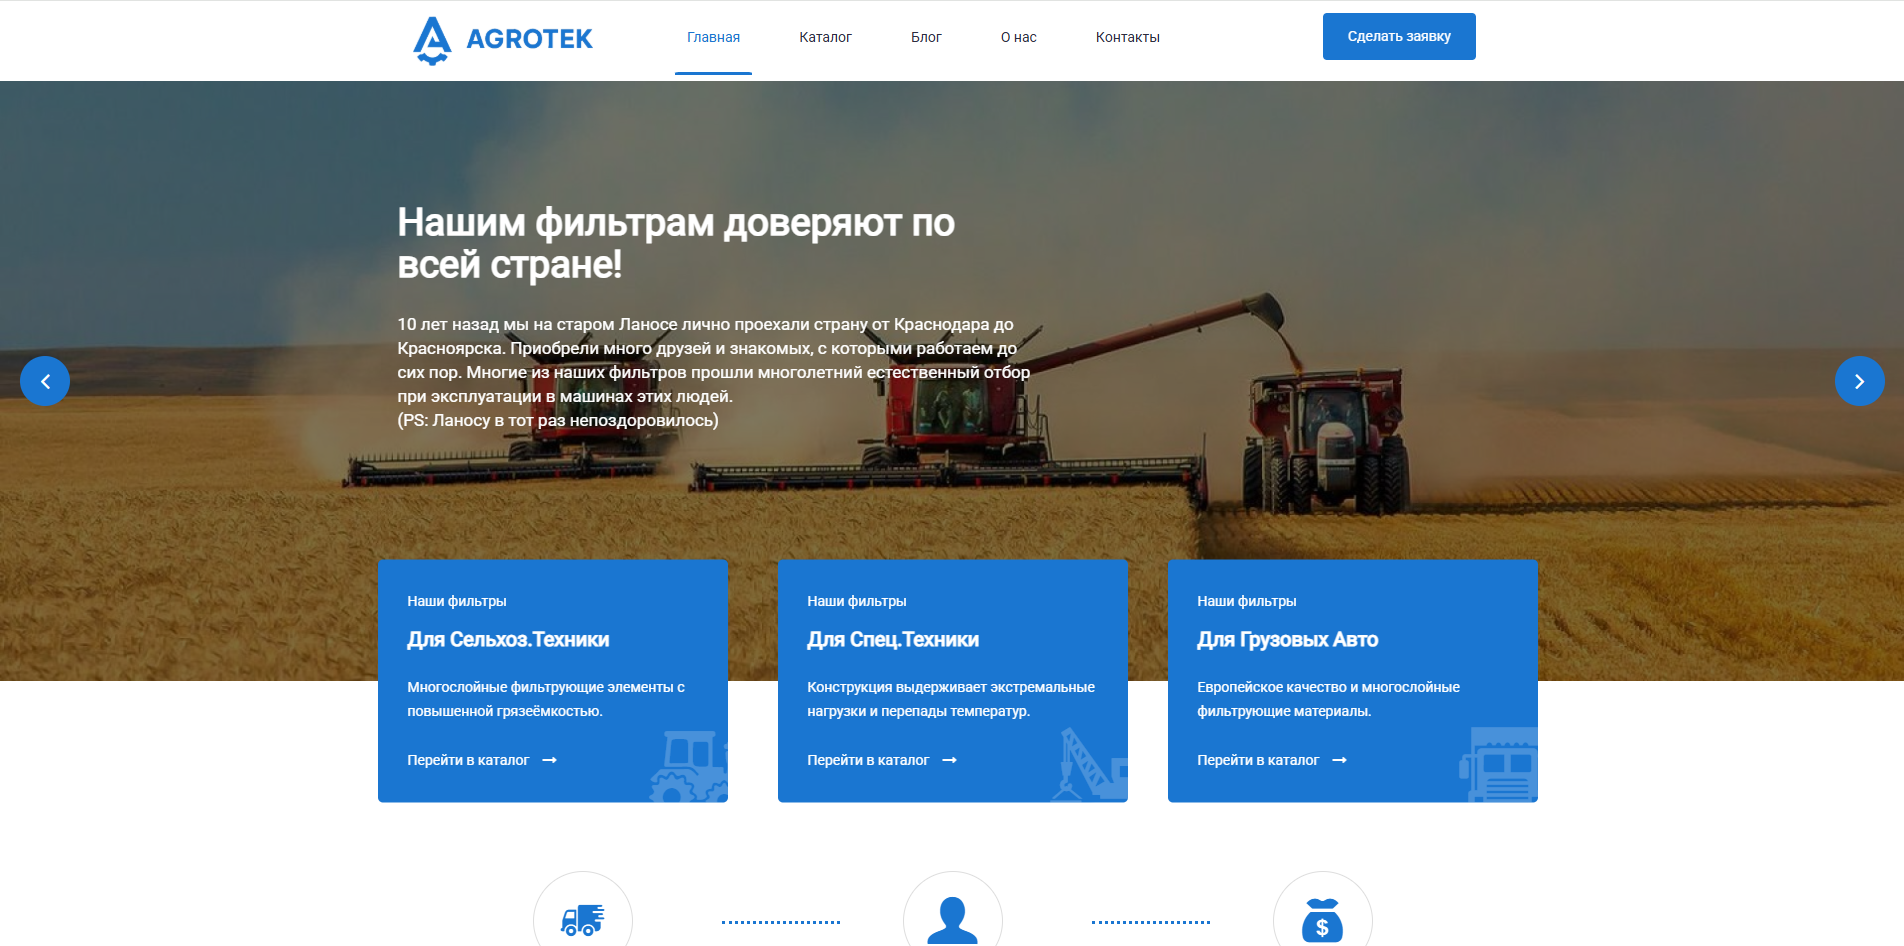 AGROTEK
Главная
Каталог
Блог
О нас
Контакты
Сделать заявку
Нашим фильтрам доверяют по
всей стране!
10 лет назад мы на старом Ланосе лично проехали страну от Краснодара до
Красноярска. Приобрели много друзей и знакомых, с которыми работаем до
сих пор. Многие из наших фильтров прошли многолетний естественный отбор
при эксплуатации в машинах этих людей.
(PS: Ланосу в тот раз непоздоровилось)
Наши фильтры
Для Сельхоз.Техники
Многослойные фильтрующие элементы с
повышенной грязеёмкостью.
Перейти в каталог
Наши фильтры
Для Спец.Техники
Конструкция выдерживает экстремальные
нагрузки и перепады температур.
Перейти в каталог
Наши фильтры
Для Грузовых Авто
Европейское качество и многослойные
фильтрующие материалы.
Перейти в каталог
$